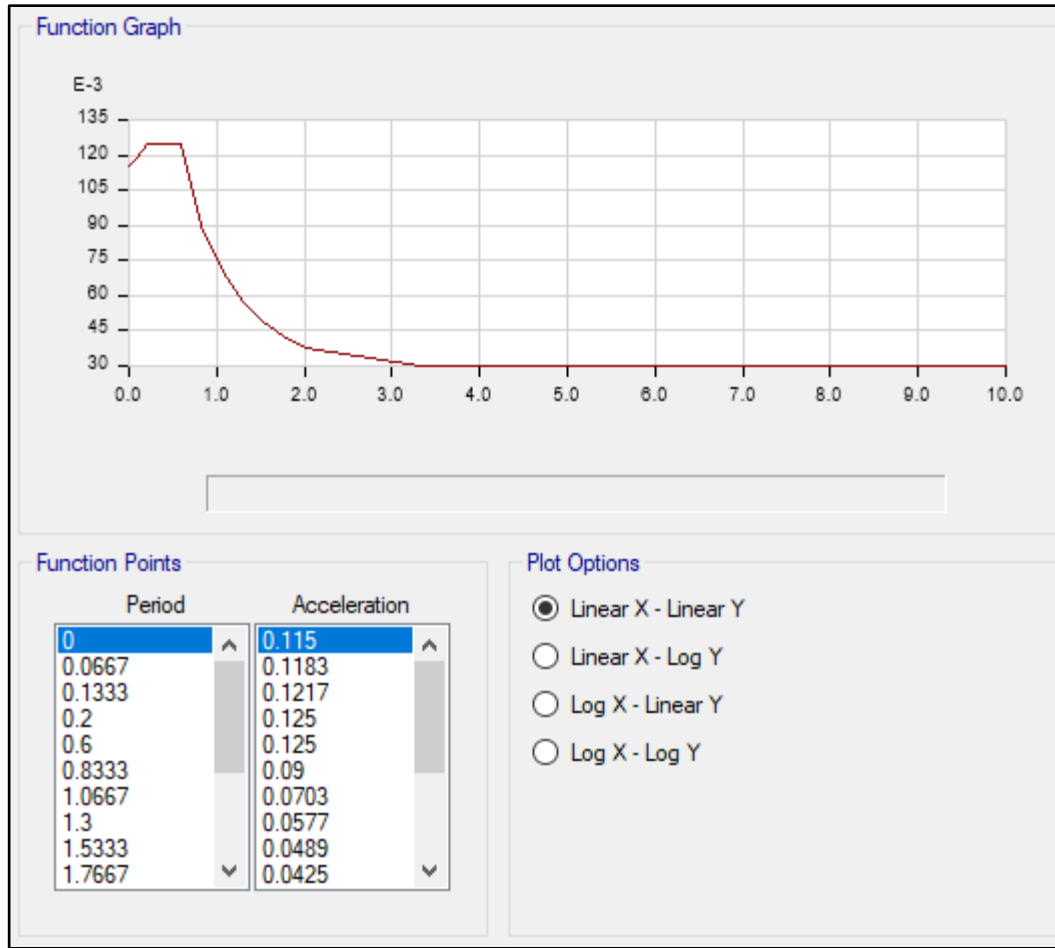 Function Graph
E-3
135
120
105
90
75
60
45
30
0.0 1.0 2.0 3.0 4.0 5.0 6.0 7.0 8.0 9.0 10.0
Function Points
Period Acceleration
0 0.115
0.0667 0.1183
0.1333 0.1217
0.2 0.125
0.6 0.125
0.8333 0.09
1.0667 0.0703
1.3 0.0577
1.5333 0.0489
1.7667 0.0425
Plot Options
Linear X - Linear Y
Linear X - Log Y
Log X - Linear Y
Log X - Log Y